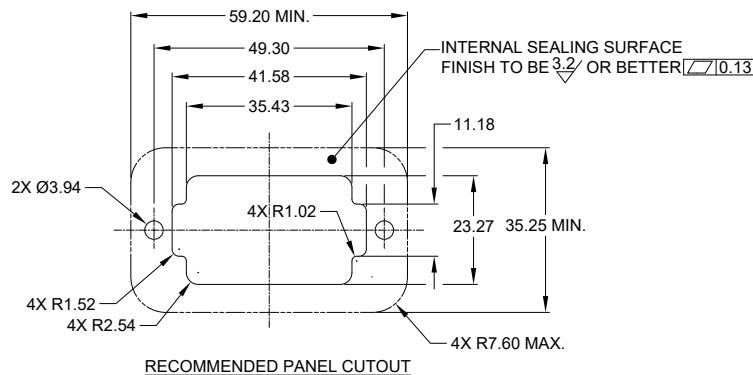 59.20 MIN.
49.30
41.58
35.43
INTERNAL SEALING SURFACE
FINISH TO BE 3.2 OR BETTER ⏥ 0.13
11.18
2X Ø3.94
4X R1.02
23.27
35.25 MIN.
4X R1.52
4X R2.54
4X R7.60 MAX.
RECOMMENDED PANEL CUTOUT